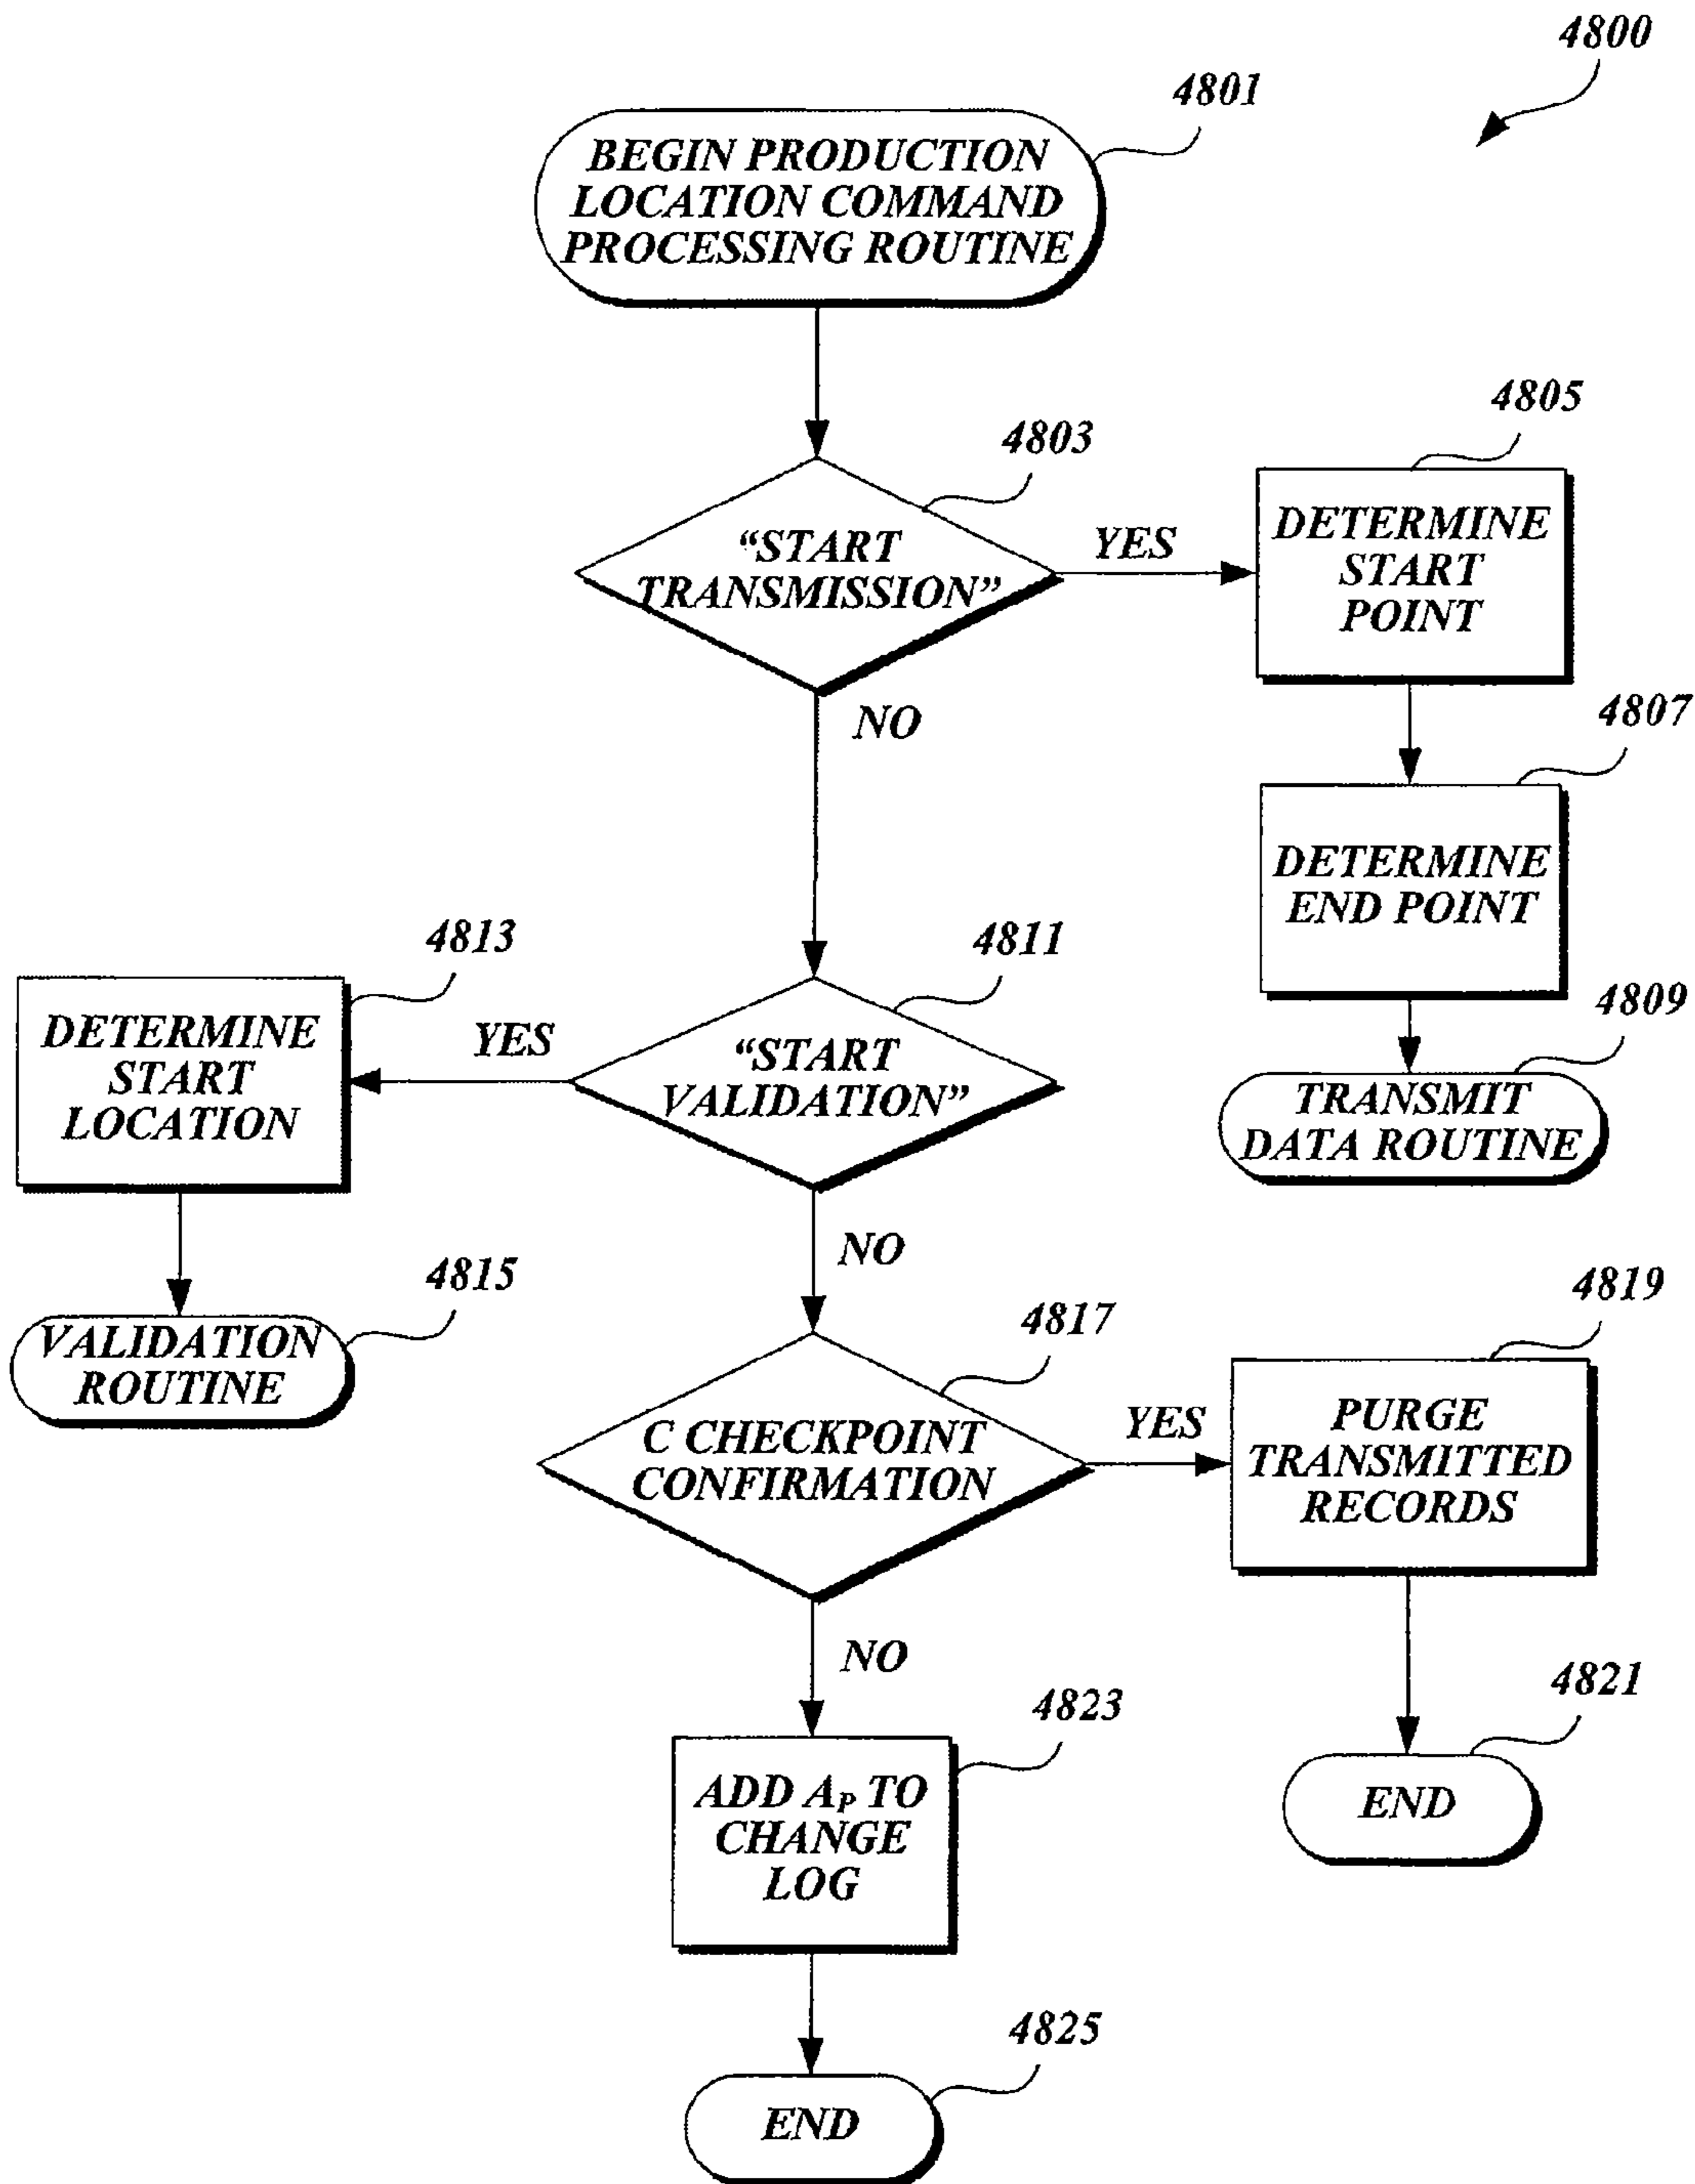 4800
4801
BEGIN PRODUCTION
LOCATION COMMAND
PROCESSING ROUTINE
4803
"START
TRANSMISSION"
YES
NO
4805
DETERMINE
START
POINT
4807
DETERMINE
END POINT
4809
TRANSMIT
DATA ROUTINE
4811
"START
VALIDATION"
YES
NO
4813
DETERMINE
START
LOCATION
4815
VALIDATION
ROUTINE
4817
C CHECKPOINT
CONFIRMATION
YES
NO
4819
PURGE
TRANSMITTED
RECORDS
4821
END
4823
ADD AP TO
CHANGE
LOG
4825
END